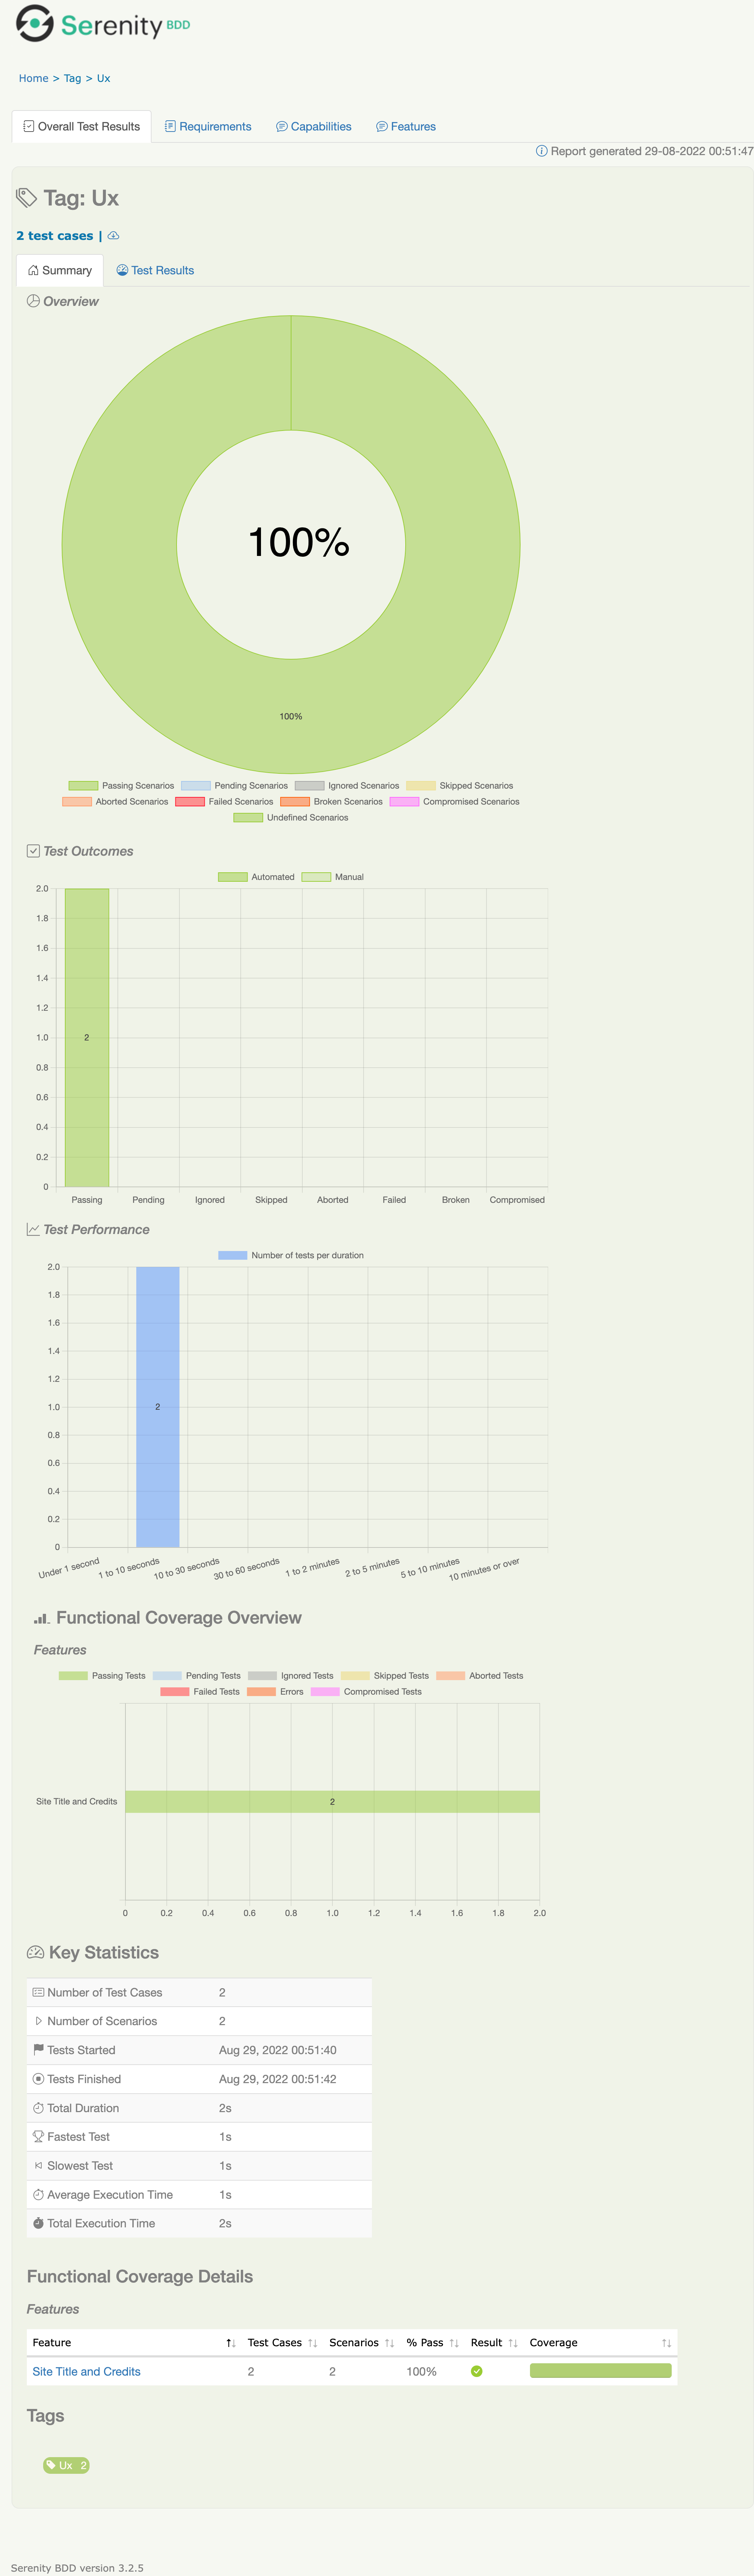 Serenity BDD
Home > Tag > Ux
Overall Test Results Requirements Capabilities Features
Report generated 29-08-2022 00:51:47
Tag: Ux
2 test cases |
Summary Test Results
Overview
100%
100%
Passing Scenarios Pending Scenarios Ignored Scenarios Skipped Scenarios
Aborted Scenarios Failed Scenarios Broken Scenarios Compromised Scenarios
Undefined Scenarios
Test Outcomes
Automated Manual
2.0
1.8
1.6
1.4
1.2
1.0
2
0.8
0.6
0.4
0.2
0
Passing Pending Ignored Skipped Aborted Failed Broken Compromised
Test Performance
Number of tests per duration
2.0
1.8
1.6
1.4
1.2
1.0
2
0.8
0.6
0.4
0.2
0
Under 1 second 1 to 10 seconds 10 to 30 seconds 30 to 60 seconds 1 to 2 minutes 2 to 5 minutes 5 to 10 minutes 10 minutes or over
Functional Coverage Overview
Features
Passing Tests Pending Tests Ignored Tests Skipped Tests Aborted Tests
Failed Tests Errors Compromised Tests
Site Title and Credits 2
0 0.2 0.4 0.6 0.8 1.0 1.2 1.4 1.6 1.8 2.0
Key Statistics
Number of Test Cases 2
Number of Scenarios 2
Tests Started Aug 29, 2022 00:51:40
Tests Finished Aug 29, 2022 00:51:42
Total Duration 2s
Fastest Test 1s
Slowest Test 1s
Average Execution Time 1s
Total Execution Time 2s
Functional Coverage Details
Features
Feature Test Cases Scenarios % Pass Result Coverage
Site Title and Credits 2 2 100%
Tags
Ux 2
Serenity BDD version 3.2.5